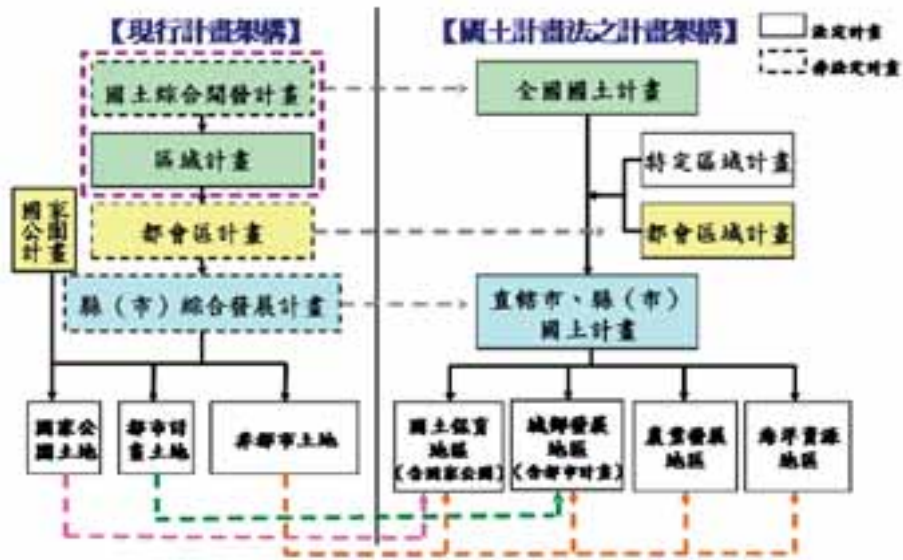 【現行計畫架構】
【國土計畫法之計畫架構】
法定計畫
非法定計畫
國土綜合開發計畫
區域計畫
國家公園計畫
都會區計畫
縣（市）綜合發展計畫
國家公
園土地
都市計
畫土地
非都市土地
全國國土計畫
特定區域計畫
都會區域計畫
直轄市、縣（市）
國土計畫
國土保育
地區
（含國家公園）
城鄉發展
地區
（含都市計畫）
農業發展
地區
海洋資源
地區